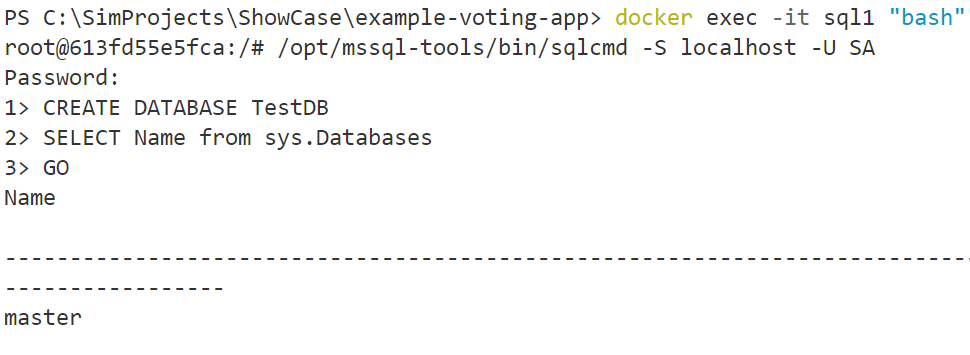 PS C:\SimProjects\ShowCase\example-voting-app> docker exec -it sql1 "bash"
root@613fd55e5fca:/# /opt/mssql-tools/bin/sqlcmd -S localhost -U SA
Password:
1> CREATE DATABASE TestDB
2> SELECT Name from sys.Databases
3> GO
Name
--------------------------------------------------------------------------
-----------------
master